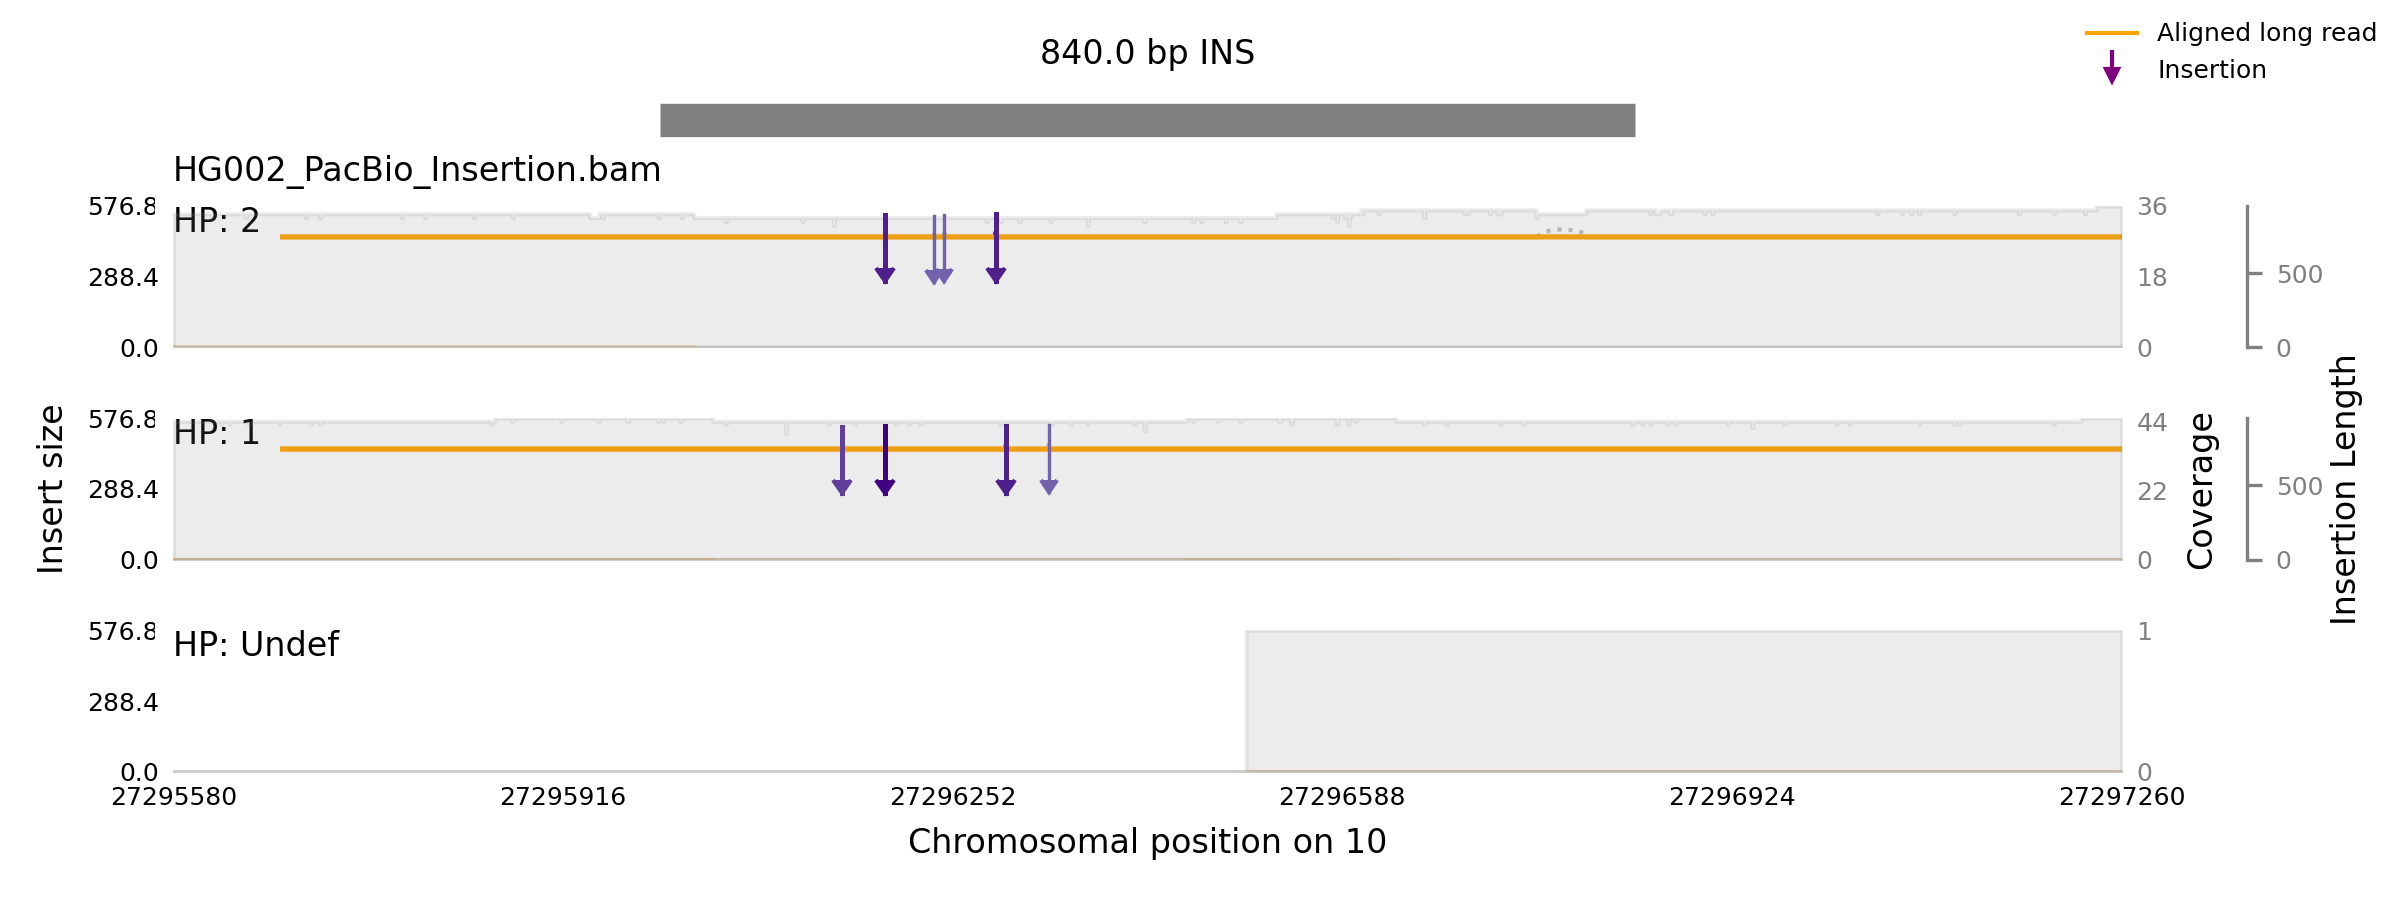 Aligned long read
Insertion
840.0 bp INS
HG002_PacBio_Insertion.bam
HP: 2
576.8
288.4
0.0
36
18
0
500
0
HP: 1
576.8
288.4
0.0
44
22
0
500
0
Insert size
Coverage
Insertion Length
HP: Undef
576.8
288.4
0.0
1
0
27295580 27295916 27296252 27296588 27296924 27297260
Chromosomal position on 10